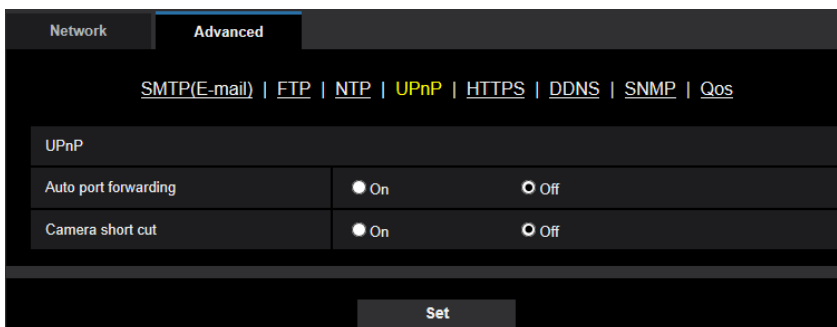 Network Advanced
SMTP(E-mail) | FTP | NTP | UPnP | HTTPS | DDNS | SNMP | Qos
UPnP
Auto port forwarding On Off
Camera short cut On Off
Set